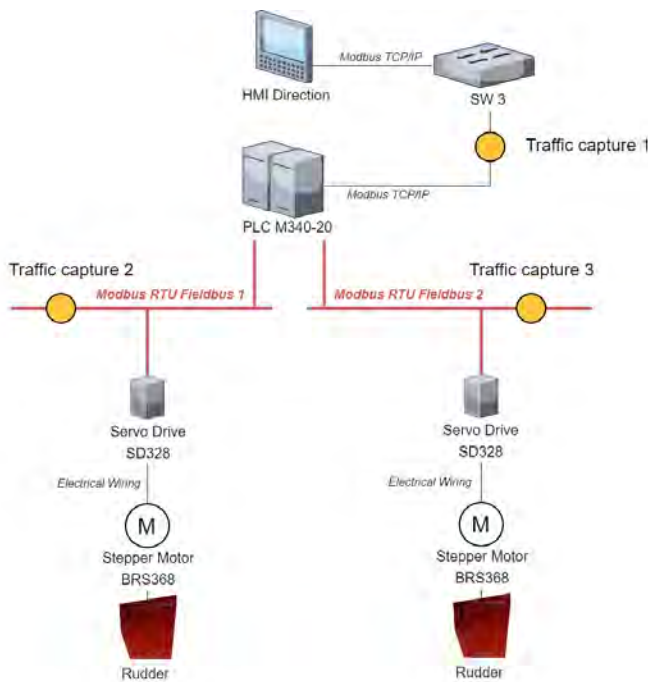 Modbus TCP/IP
HMI Direction
SW 3
Traffic capture 1
Modbus TCP/IP
PLC M340-20
Traffic capture 2
Traffic capture 3
Modbus RTU Fieldbus 1
Modbus RTU Fieldbus 2
Servo Drive
SD328
Servo Drive
SD328
Electrical Wiring
Electrical Wiring
M
M
Stepper Motor
BRS368
Stepper Motor
BRS368
Rudder
Rudder